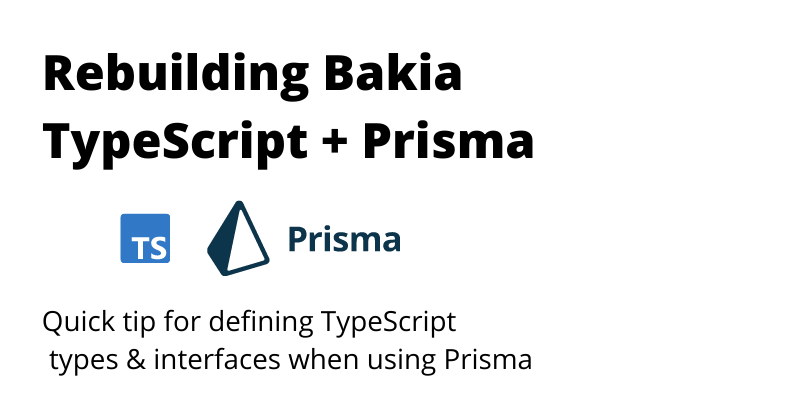 Rebuilding Bakia
TypeScript + Prisma
TS Prisma
Quick tip for defining TypeScript
types & interfaces when using Prisma